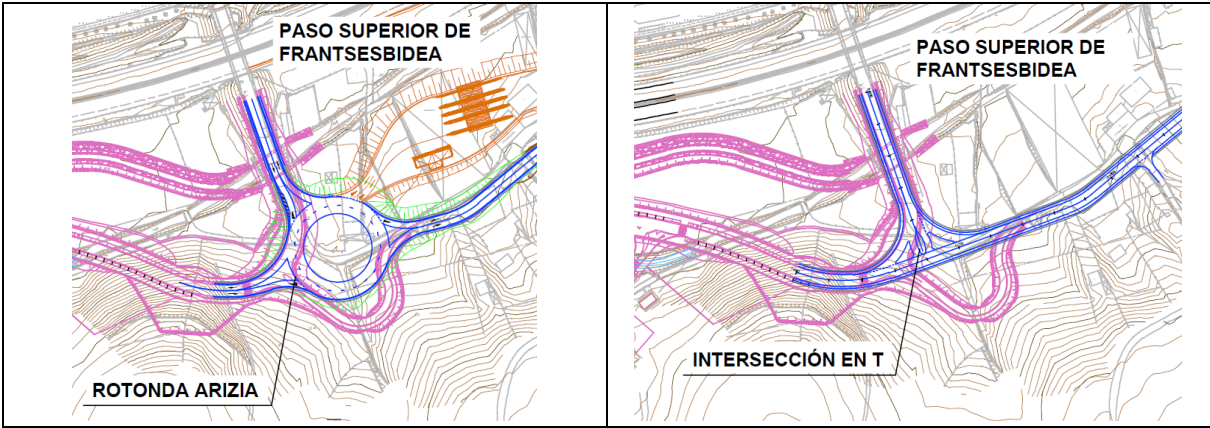 PASO SUPERIOR DE
FRANTSESBIDEA
ROTONDA ARIZIA
PASO SUPERIOR DE
FRANTSESBIDEA
INTERSECCIÓN EN T